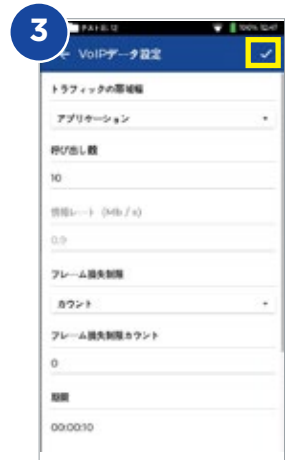 3
100% 12:47
← VoIPデータ設定 ✓
トラフィックの帯域幅
アプリケーション
呼び出し数
10
情報レート (Mb / s)
0.9
フレーム損失制限
カウント
フレーム損失制限カウント
0
期間
00:00:10